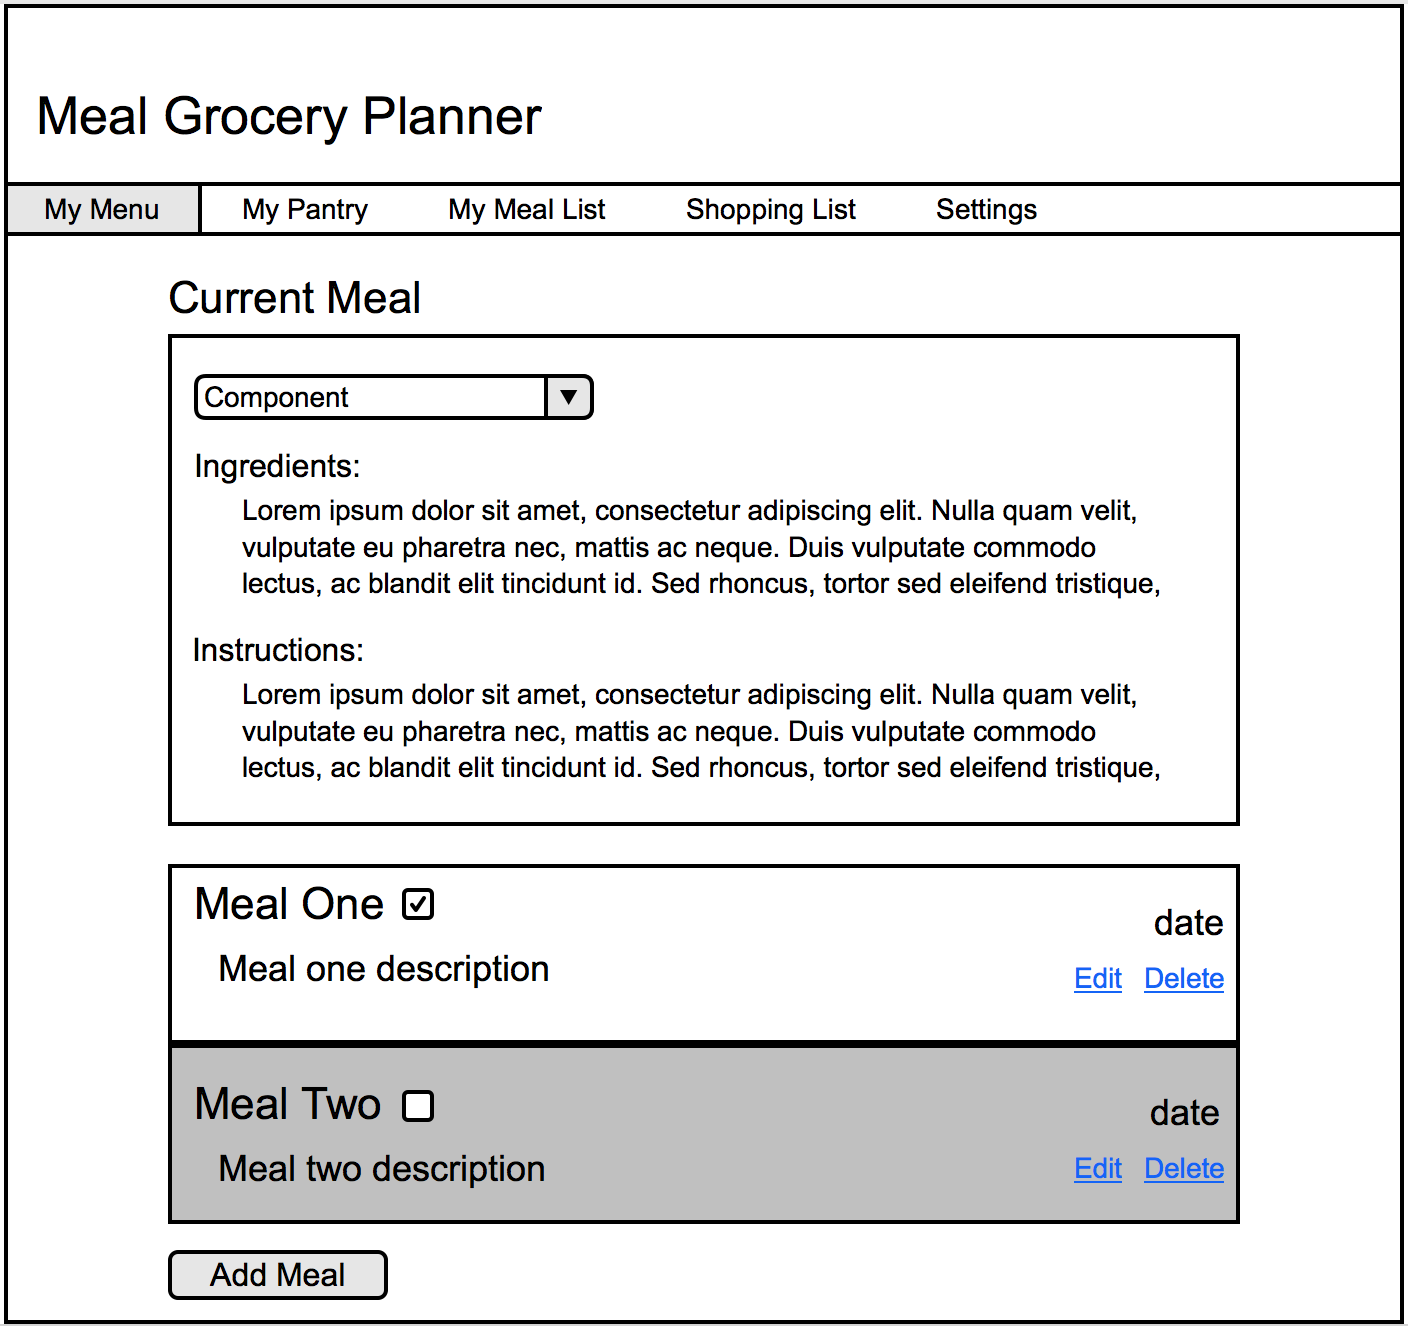 Meal Grocery Planner
My Menu My Pantry My Meal List Shopping List Settings
Current Meal
Component
Ingredients:
Lorem ipsum dolor sit amet, consectetur adipiscing elit. Nulla quam velit,
vulputate eu pharetra nec, mattis ac neque. Duis vulputate commodo
lectus, ac blandit elit tincidunt id. Sed rhoncus, tortor sed eleifend tristique,
Instructions:
Lorem ipsum dolor sit amet, consectetur adipiscing elit. Nulla quam velit,
vulputate eu pharetra nec, mattis ac neque. Duis vulputate commodo
lectus, ac blandit elit tincidunt id. Sed rhoncus, tortor sed eleifend tristique,
Meal One
date
Meal one description
Edit Delete
Meal Two
date
Meal two description
Edit Delete
Add Meal